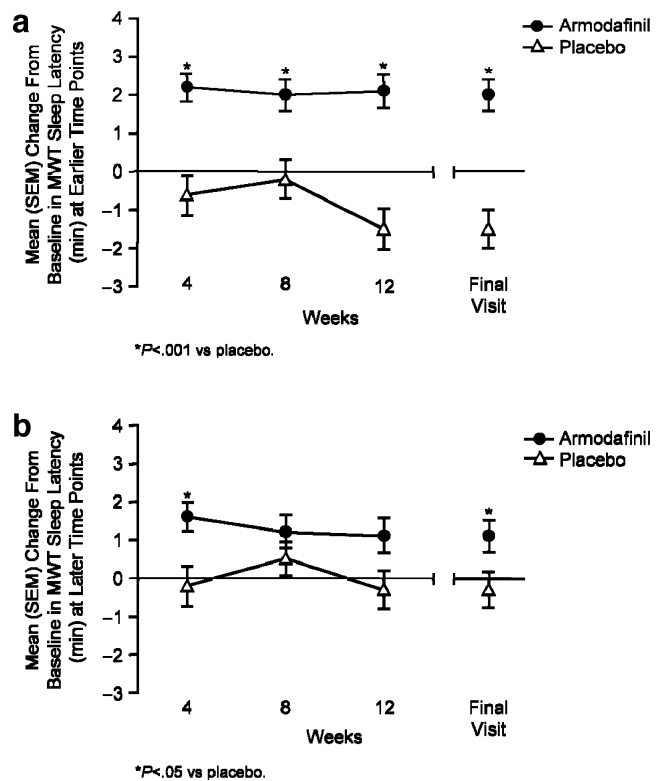 a
Armodafinil
Placebo
Mean (SEM) Change From
Baseline in MWT Sleep Latency
(min) at Earlier Time Points
4
3
2
1
0
−1
−2
−3
* * * *
4 8 12 Final
Visit
Weeks
*P<.001 vs placebo.
b
Armodafinil
Placebo
Mean (SEM) Change From
Baseline in MWT Sleep Latency
(min) at Later Time Points
4
3
2
1
0
−1
−2
−3
* *
4 8 12 Final
Visit
Weeks
*P<.05 vs placebo.